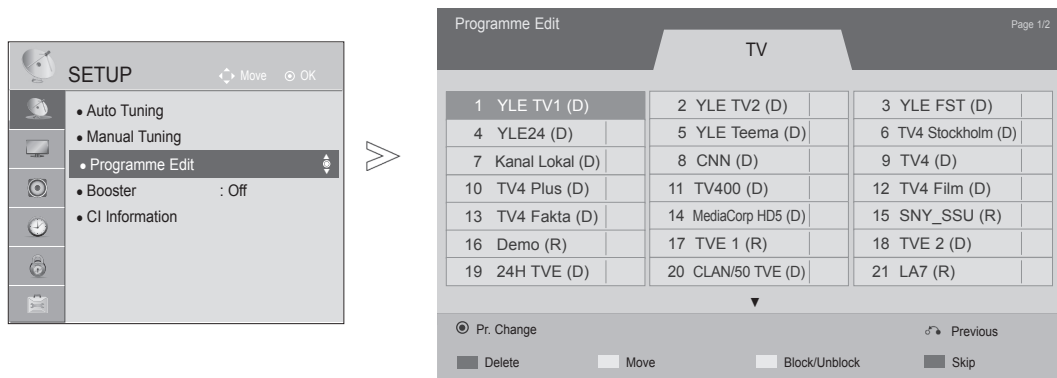 SETUP
Move OK
• Auto Tuning
• Manual Tuning
• Programme Edit
• Booster : Off
• CI Information
Programme Edit
Page 1/2
TV
1 YLE TV1 (D) 2 YLE TV2 (D) 3 YLE FST (D)
4 YLE24 (D) 5 YLE Teema (D) 6 TV4 Stockholm (D)
7 Kanal Lokal (D) 8 CNN (D) 9 TV4 (D)
10 TV4 Plus (D) 11 TV400 (D) 12 TV4 Film (D)
13 TV4 Fakta (D) 14 MediaCorp HD5 (D) 15 SNY_SSU (R)
16 Demo (R) 17 TVE 1 (R) 18 TVE 2 (D)
19 24H TVE (D) 20 CLAN/50 TVE (D) 21 LA7 (R)
Pr. Change Previous
Delete Move Block/Unblock Skip